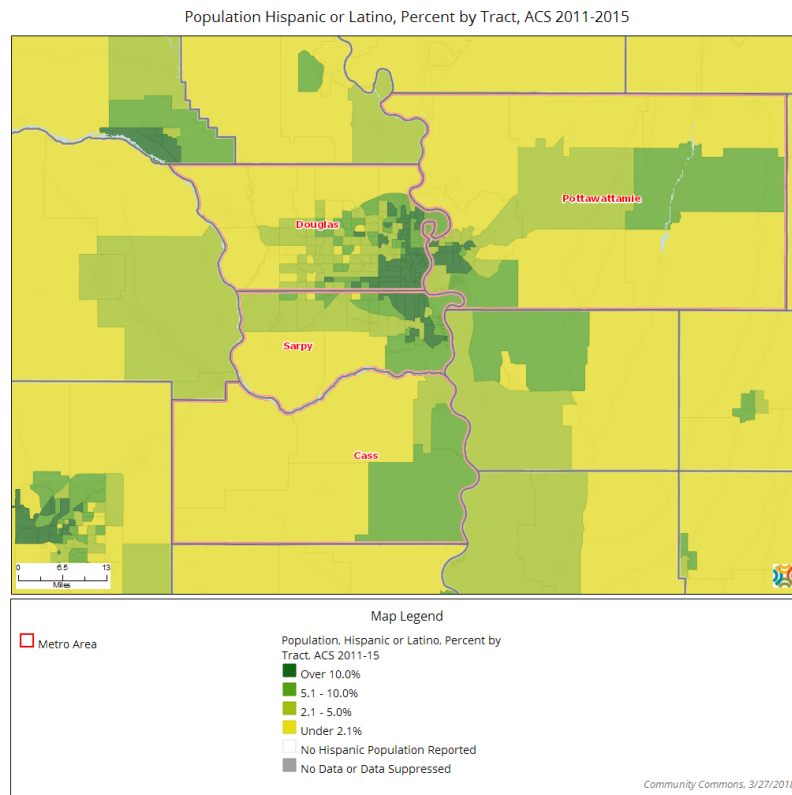 Population Hispanic or Latino, Percent by Tract, ACS 2011-2015
Pottawattamie
Douglas
Sarpy
Cass
0 6.5 13
Miles
Map Legend
Metro Area
Population, Hispanic or Latino, Percent by
Tract, ACS 2011-15
Over 10.0%
5.1 - 10.0%
2.1 - 5.0%
Under 2.1%
No Hispanic Population Reported
No Data or Data Suppressed
Community Commons, 3/27/2018